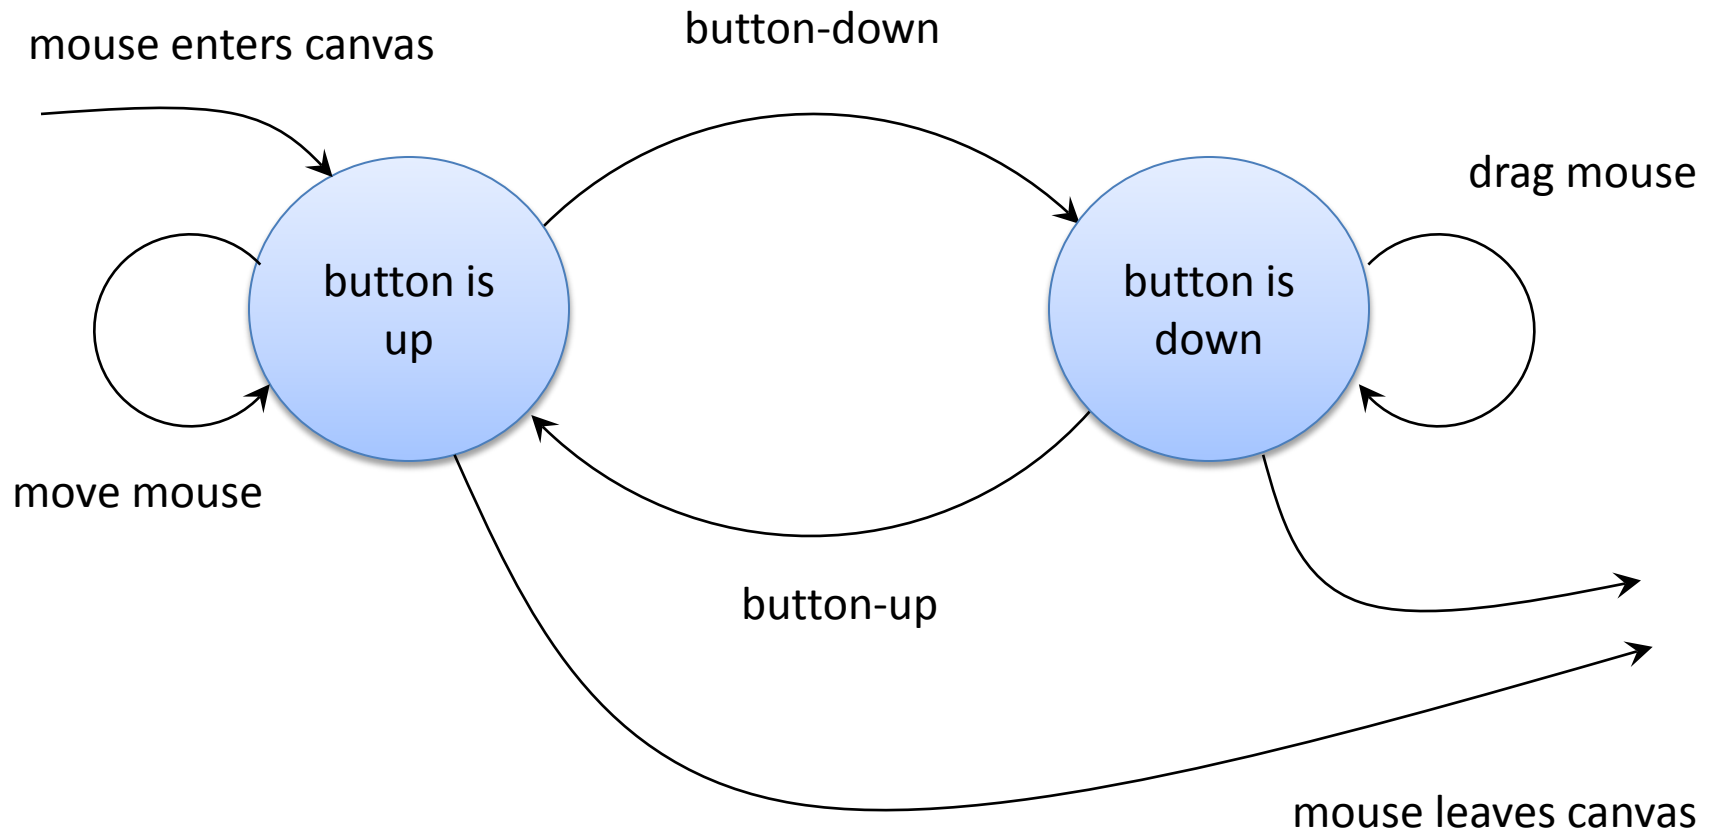 mouse enters canvas
button-down
drag mouse
button is
up
button is
down
move mouse
button-up
mouse leaves canvas